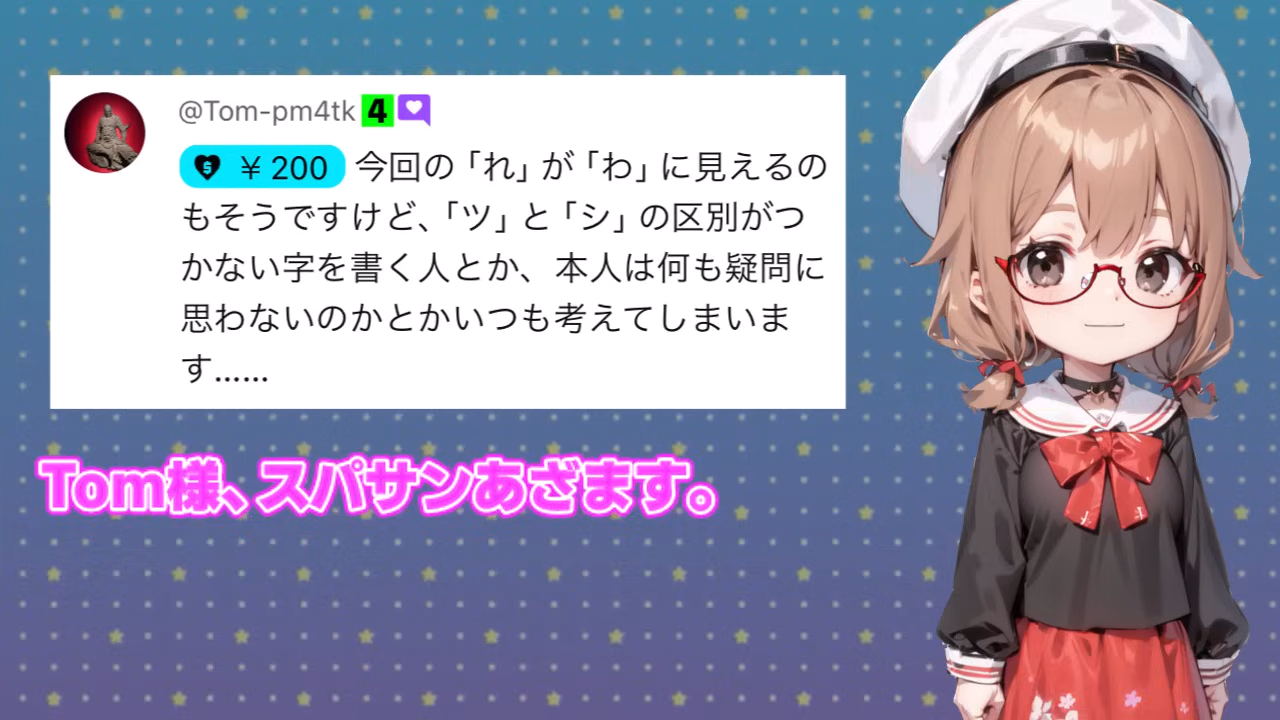 @Tom-pm4tk 4
¥ 200 今回の「れ」が「わ」に見えるの
もそうですけど、「ツ」と「シ」の区別がつ
かない字を書く人とか、本人は何も疑問に
思わないのかとかいつも考えてしまいま
す......
Tom様、スパサンあざます。